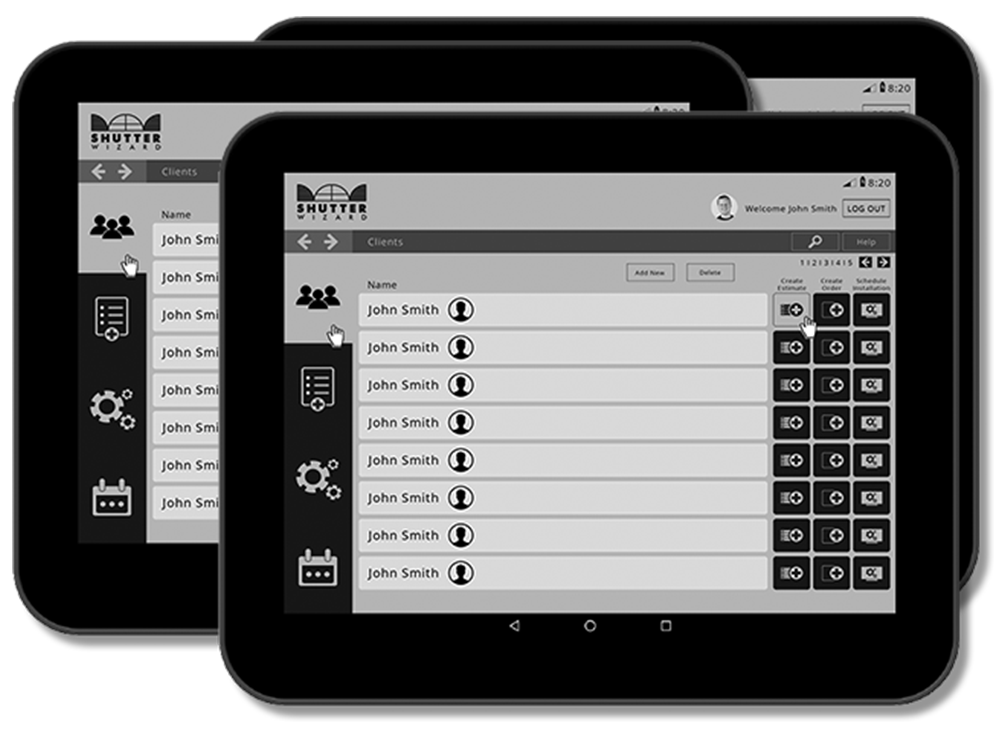 8:20
SHUTTER
WIZARD
Clients
Name
John Smi
John Smi
John Smi
John Smi
John Smi
John Smi
John Smi
John Smi
8:20
SHUTTER
WIZARD
Welcome John Smith
LOG OUT
Clients
Help
1|2|3|4|5
Add New
Delete
Name
Create Estimate
Create Order
Schedule Installation
John Smith
John Smith
John Smith
John Smith
John Smith
John Smith
John Smith
John Smith